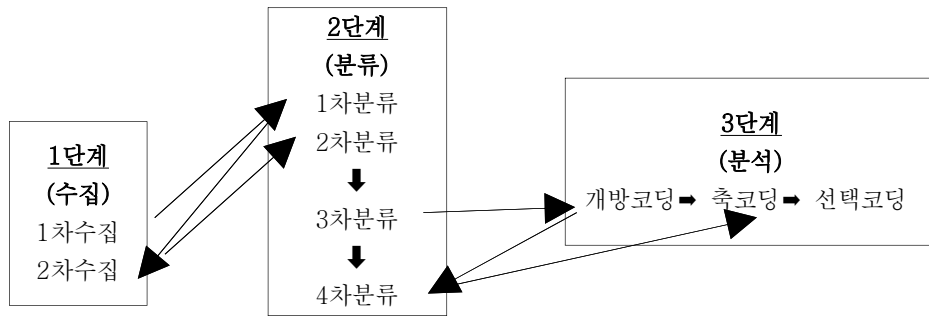 1단계
(수집)
1차수집
2차수집
2단계
(분류)
1차분류
2차분류
⬇
3차분류
⬇
4차분류
3단계
(분석)
개방코딩➡ 축코딩➡ 선택코딩